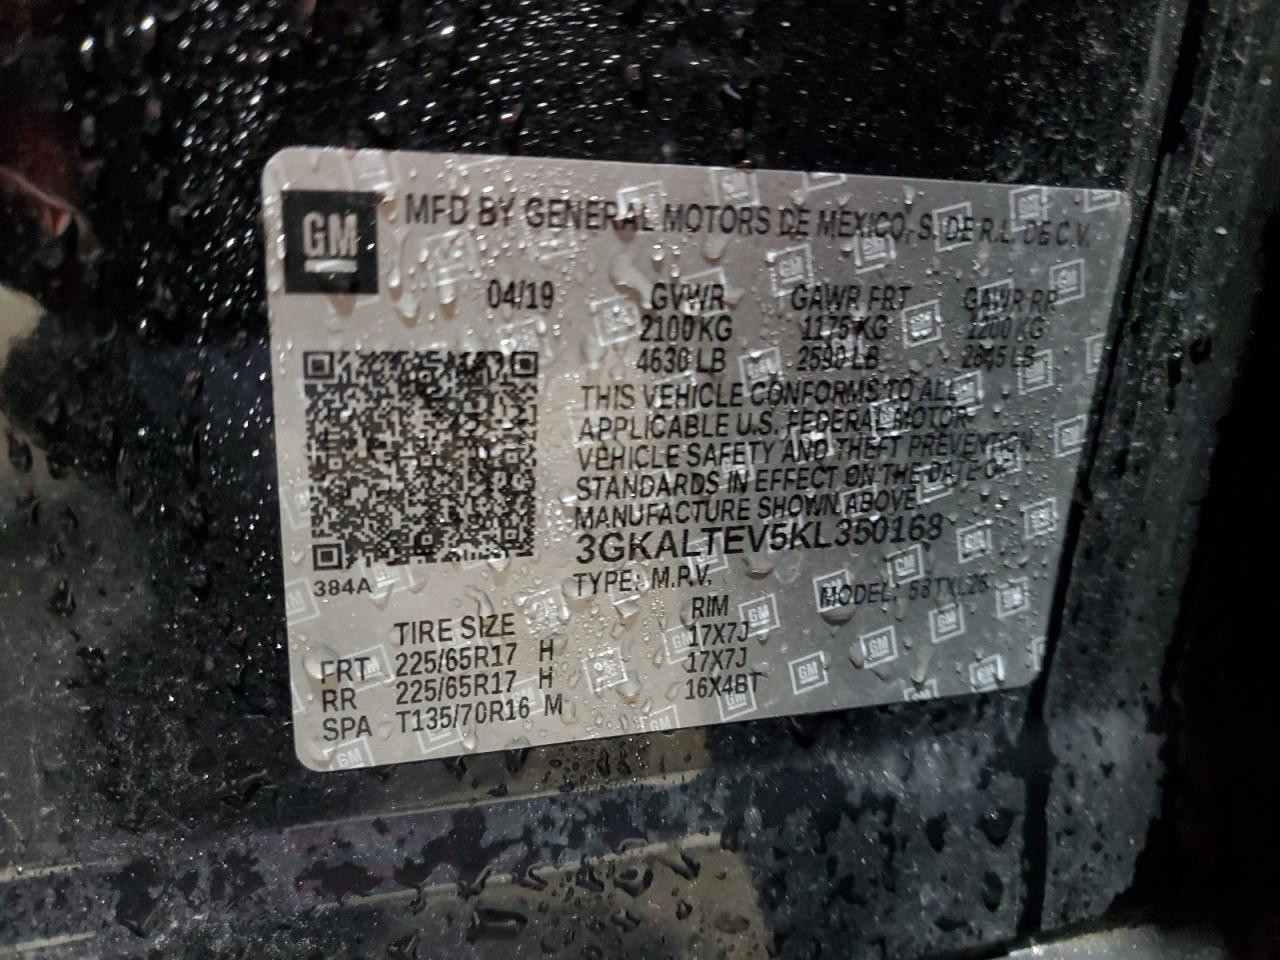 GM
MFD BY GENERAL MOTORS DE MEXICO, S. DE R.L. DE C.V.
04/19 GVWR GAWR FRT GAWR RR
2100 KG 1175 KG 1200 KG
4630 LB 2590 LB 2645 LB
THIS VEHICLE CONFORMS TO ALL
APPLICABLE U.S. FEDERAL MOTOR
VEHICLE SAFETY AND THEFT PREVENTION
STANDARDS IN EFFECT ON THE DATE OF
MANUFACTURE SHOWN ABOVE.
3GKALTEV5KL350168
384A
TYPE: M.P.V. MODEL:
TIRE SIZE RIM
FRT 225/65R17 H 17X7J
RR 225/65R17 H 17X7J
SPA T135/70R16 M 16X4BT